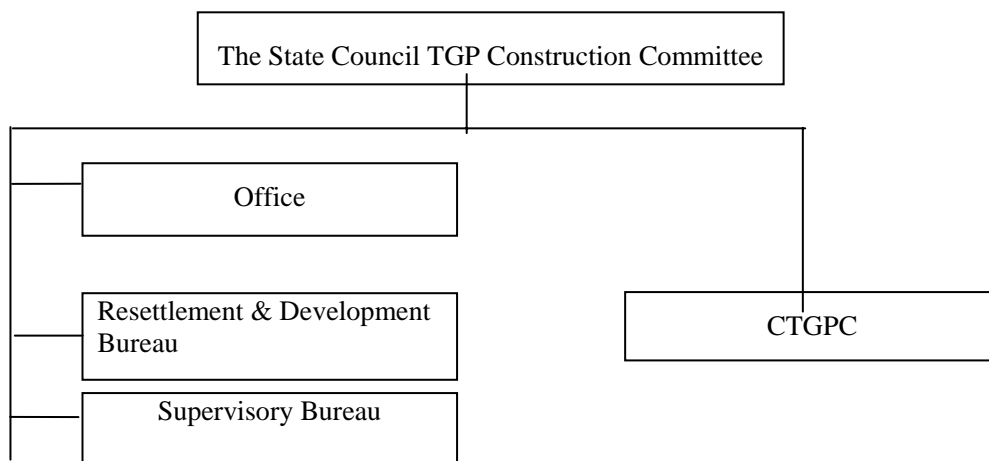 The State Council TGP Construction Committee
Office
Resettlement & Development
Bureau
CTGPC
Supervisory Bureau